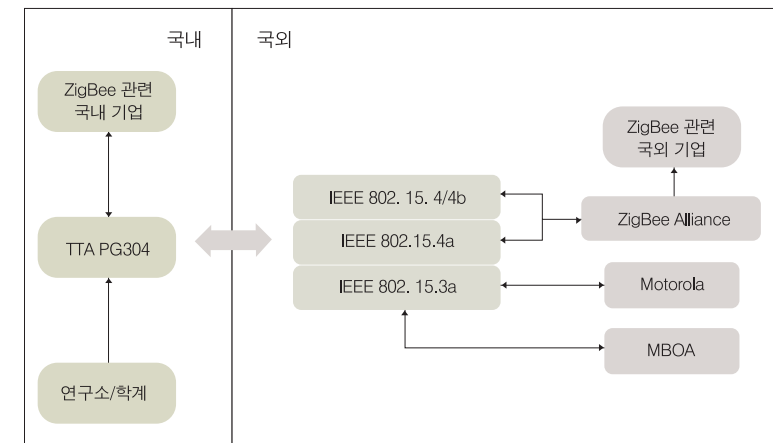 국내
국외
ZigBee 관련
국내 기업
TTA PG304
연구소/학계
IEEE 802. 15. 4/4b
IEEE 802.15.4a
IEEE 802. 15.3a
ZigBee 관련
국외 기업
ZigBee Alliance
Motorola
MBOA